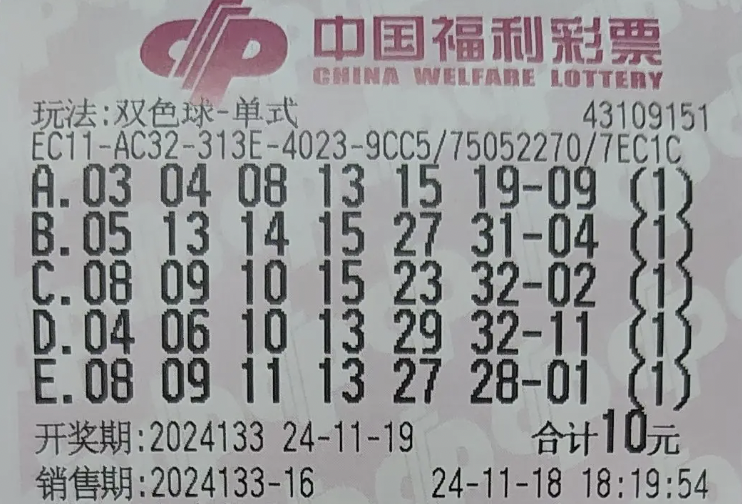 中国福利彩票
CHINA WELFARE LOTTERY
玩法:双色球-单式 43109151
EC11-AC32-313E-4023-9CC5/75052270/7EC1C
A.03 04 08 13 15 19-09 (1)
B.05 13 14 15 27 31-04 (1)
C.08 09 10 15 23 32-02 (1)
D.04 06 10 13 29 32-11 (1)
E.08 09 11 13 27 28-01 (1)
开奖期:2024133 24-11-19 合计10元
销售期:2024133-16 24-11-18 18:19:54